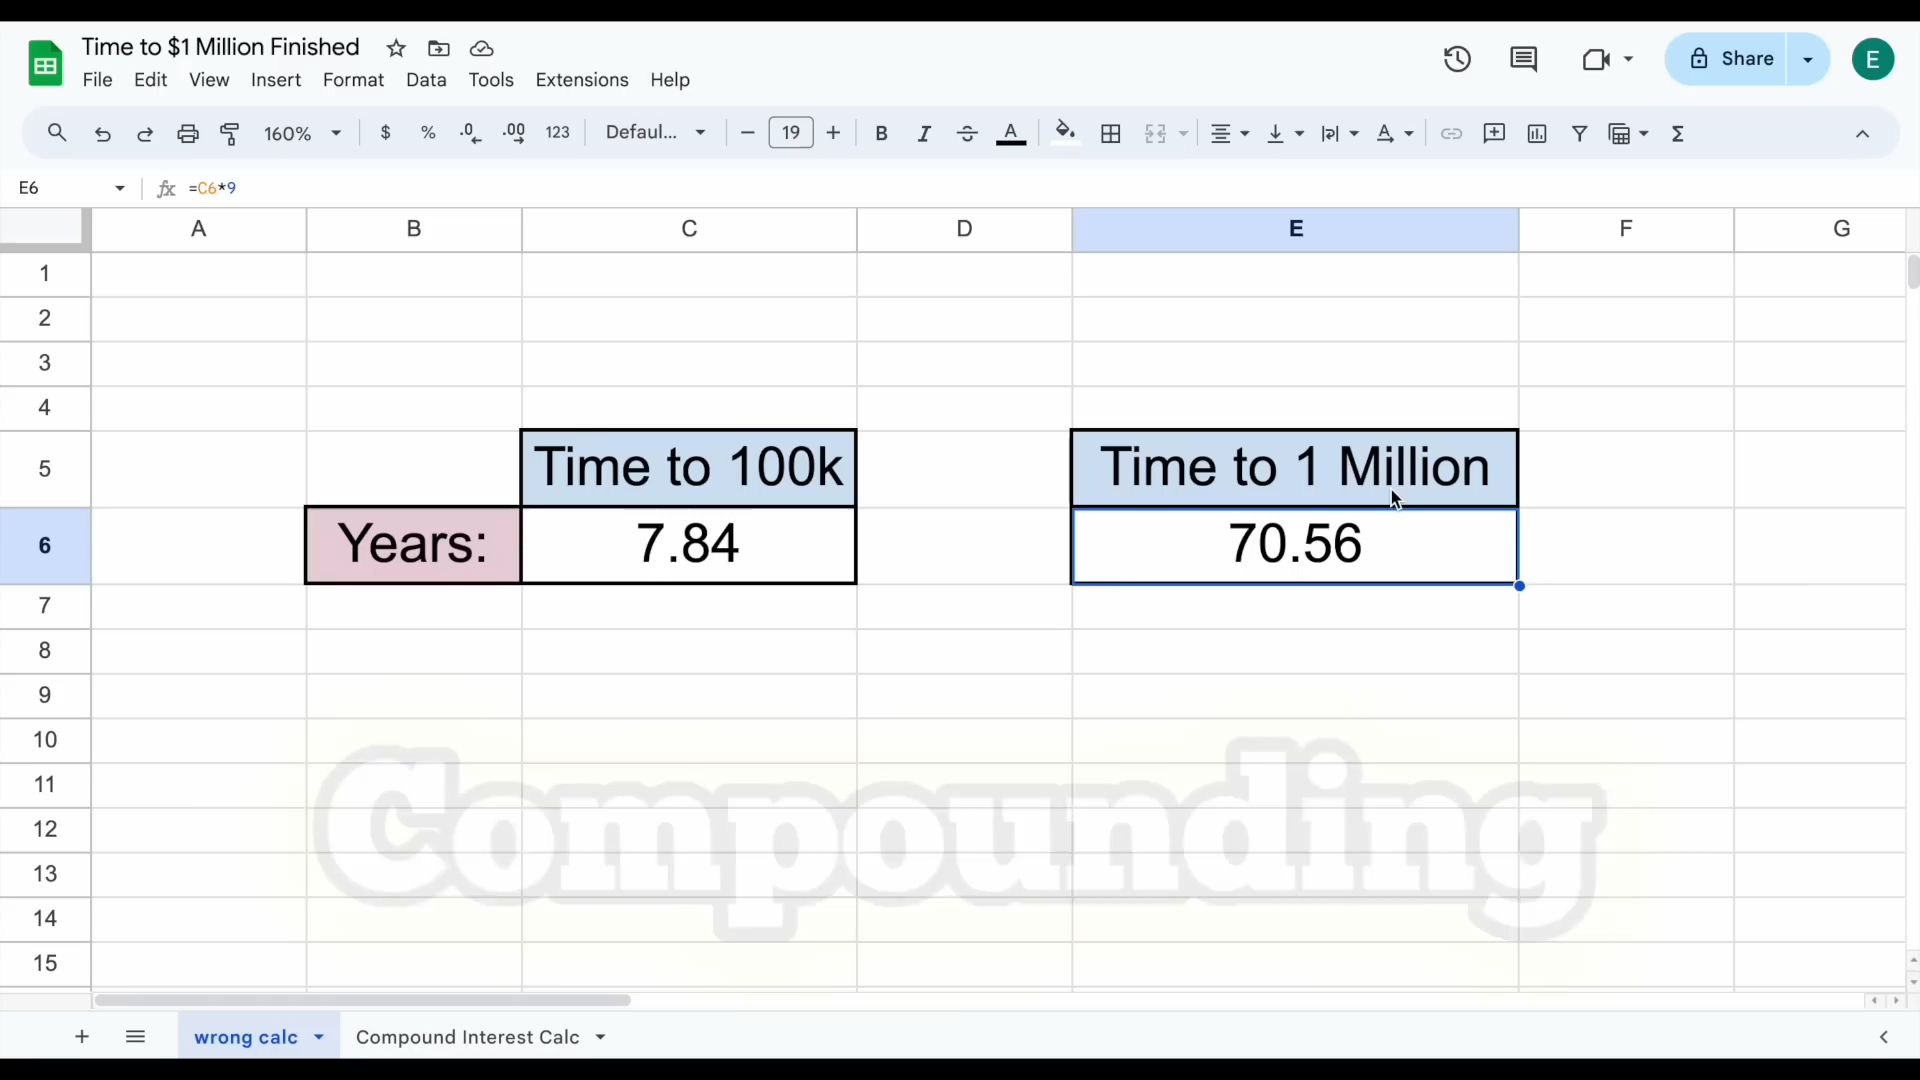 Time to $1 Million Finished
File Edit View Insert Format Data Tools Extensions Help
Share
E
160% $ % .0 .00 123 Defaul... 19 B I A A Σ
E6 fx =C6*9
A B C D E F G
1
2
3
4
5 Time to 100k Time to 1 Million
6 Years: 7.84 70.56
7
8
9
10
11
12
13
14
15
Compounding
wrong calc Compound Interest Calc